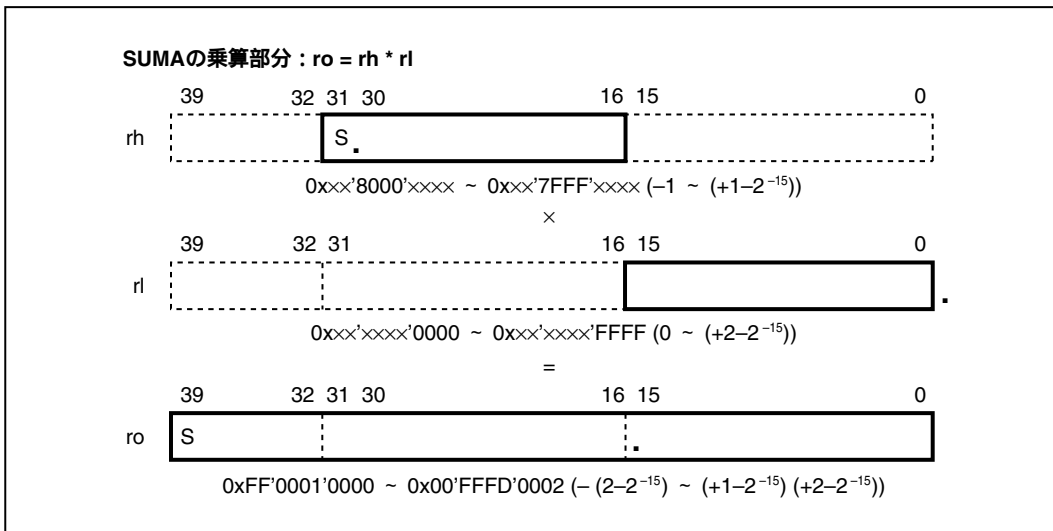 SUMAの乗算部分：ro = rh * rl
39 32 31 30 16 15 0
rh S.
0x××'8000'×××× ~ 0x××'7FFF'×××× (–1 ~ (+1–2⁻¹⁵))
×
39 32 31 16 15 0
rl .
0x××'××××'0000 ~ 0x××'××××'FFFF (0 ~ (+2–2⁻¹⁵))
=
39 32 31 30 16 15 0
ro S .
0xFF'0001'0000 ~ 0x00'FFFD'0002 (– (2–2⁻¹⁵) ~ (+1–2⁻¹⁵) (+2–2⁻¹⁵))